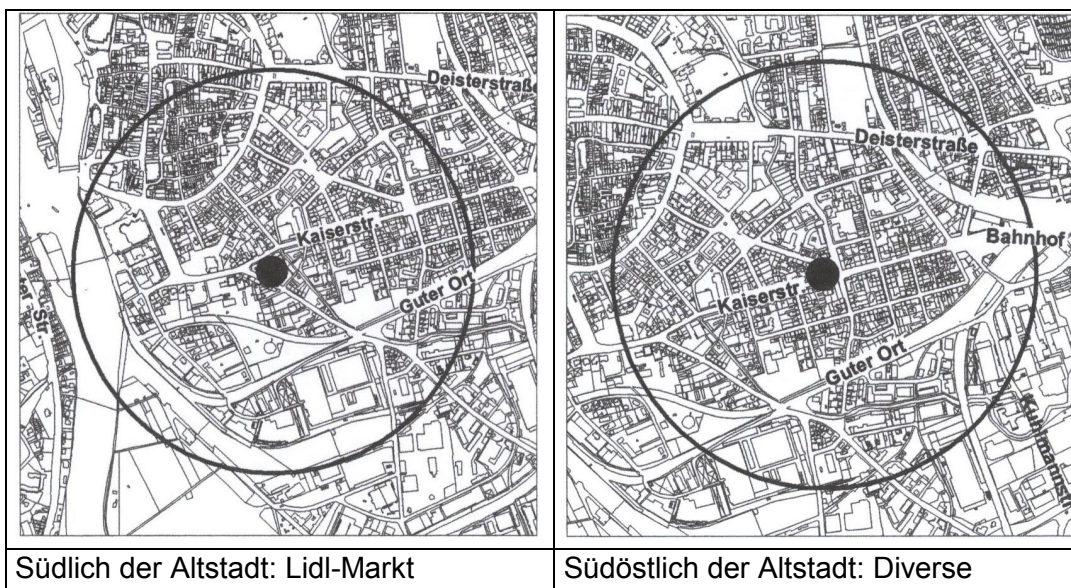 Deisterstraße
Kaiserstr.
Guter Ort
Str.
Südlich der Altstadt: Lidl-Markt
Deisterstraße
Bahnhof
Kaiserstr.
Guter Ort
Südöstlich der Altstadt: Diverse